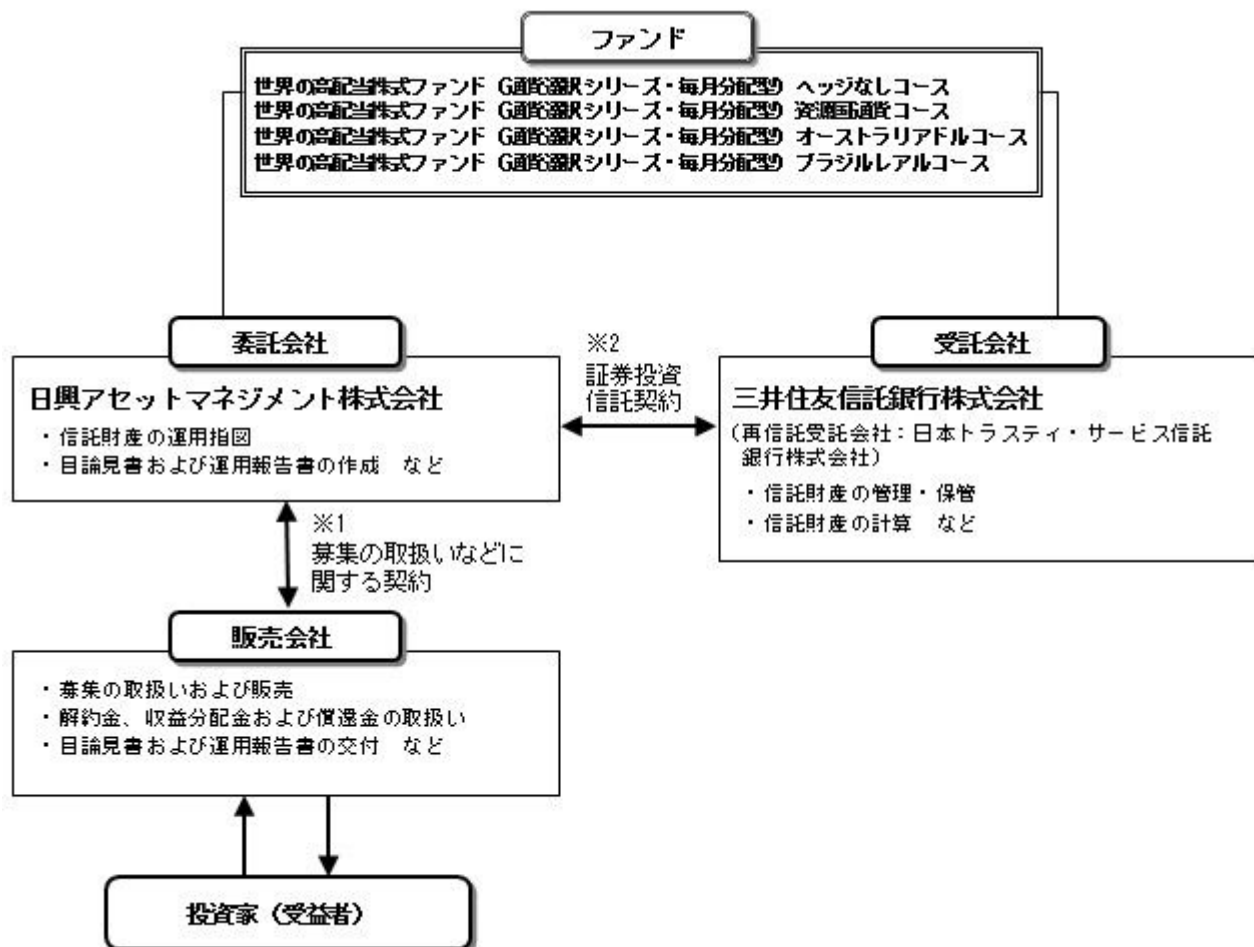 ファンド
世界の高配当株式ファンド (通貨選択シリーズ・毎月分配型) ヘッジなしコース
世界の高配当株式ファンド (通貨選択シリーズ・毎月分配型) 資源国通貨コース
世界の高配当株式ファンド (通貨選択シリーズ・毎月分配型) オーストラリアドルコース
世界の高配当株式ファンド (通貨選択シリーズ・毎月分配型) ブラジルレアルコース
委託会社
日興アセットマネジメント株式会社
・信託財産の運用指図
・目論見書および運用報告書の作成 など
※2
証券投資
信託契約
受託会社
三井住友信託銀行株式会社
(再信託受託会社:日本トラスティ・サービス信託
銀行株式会社)
・信託財産の管理・保管
・信託財産の計算 など
※1
募集の取扱いなどに
関する契約
販売会社
・募集の取扱いおよび販売
・解約金、収益分配金および償還金の取扱い
・目論見書および運用報告書の交付 など
投資家(受益者)